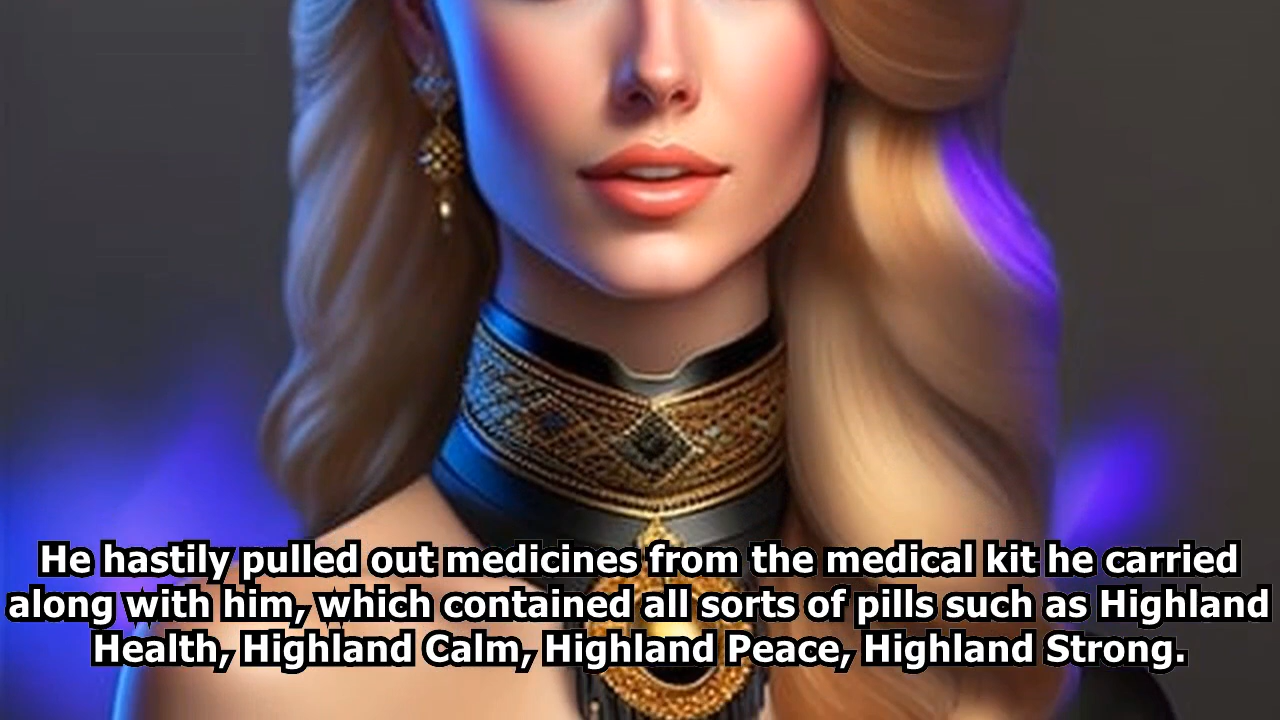 He hastily pulled out medicines from the medical kit he carried
along with him, which contained all sorts of pills such as Highland
Health, Highland Calm, Highland Peace, Highland Strong.